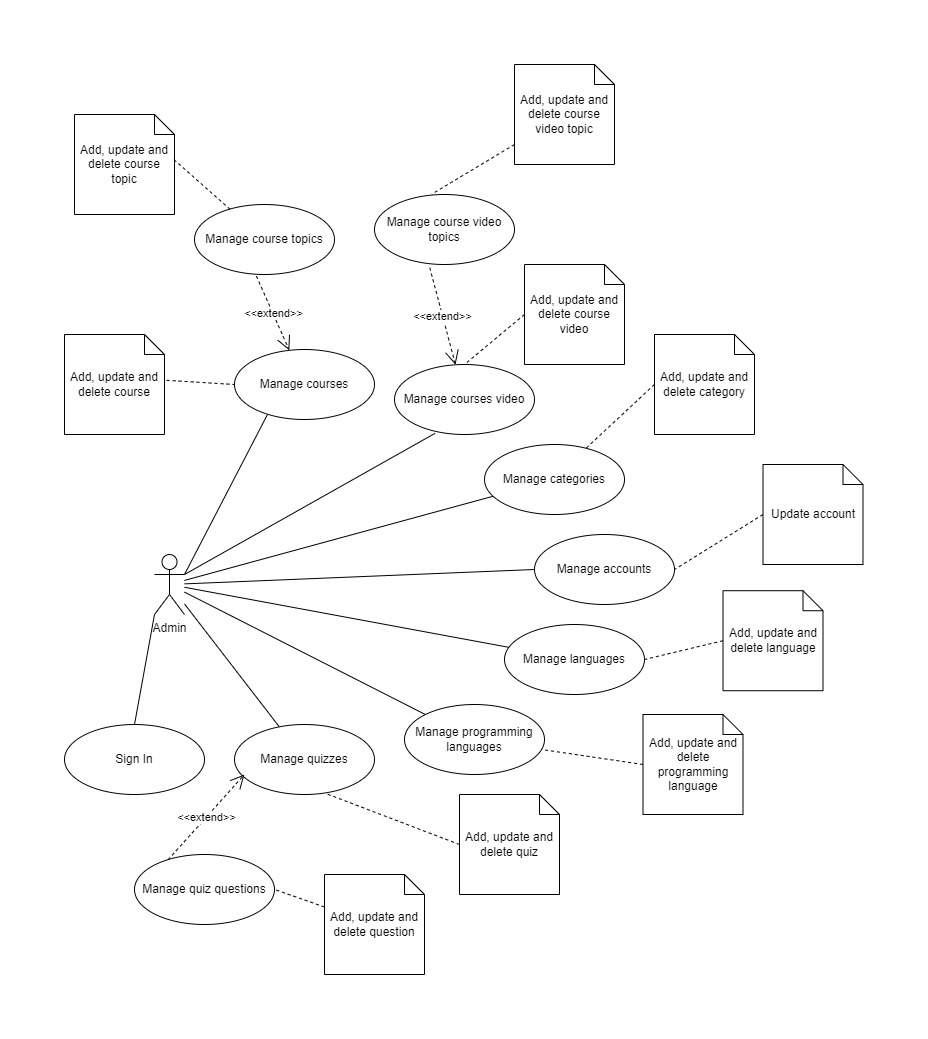 Add, update and
delete course
video topic
Add, update and
delete course
topic
Manage course topics
Manage course video
topics
<<extend>>
<<extend>>
Add, update and
delete course
video
Add, update and
delete course
Manage courses
Manage courses video
Add, update and
delete category
Manage categories
Update account
Manage accounts
Admin
Add, update and
delete language
Manage languages
Manage programming
languages
Add, update and
delete
programming
language
Sign In
Manage quizzes
<<extend>>
Add, update and
delete quiz
Manage quiz questions
Add, update and
delete question